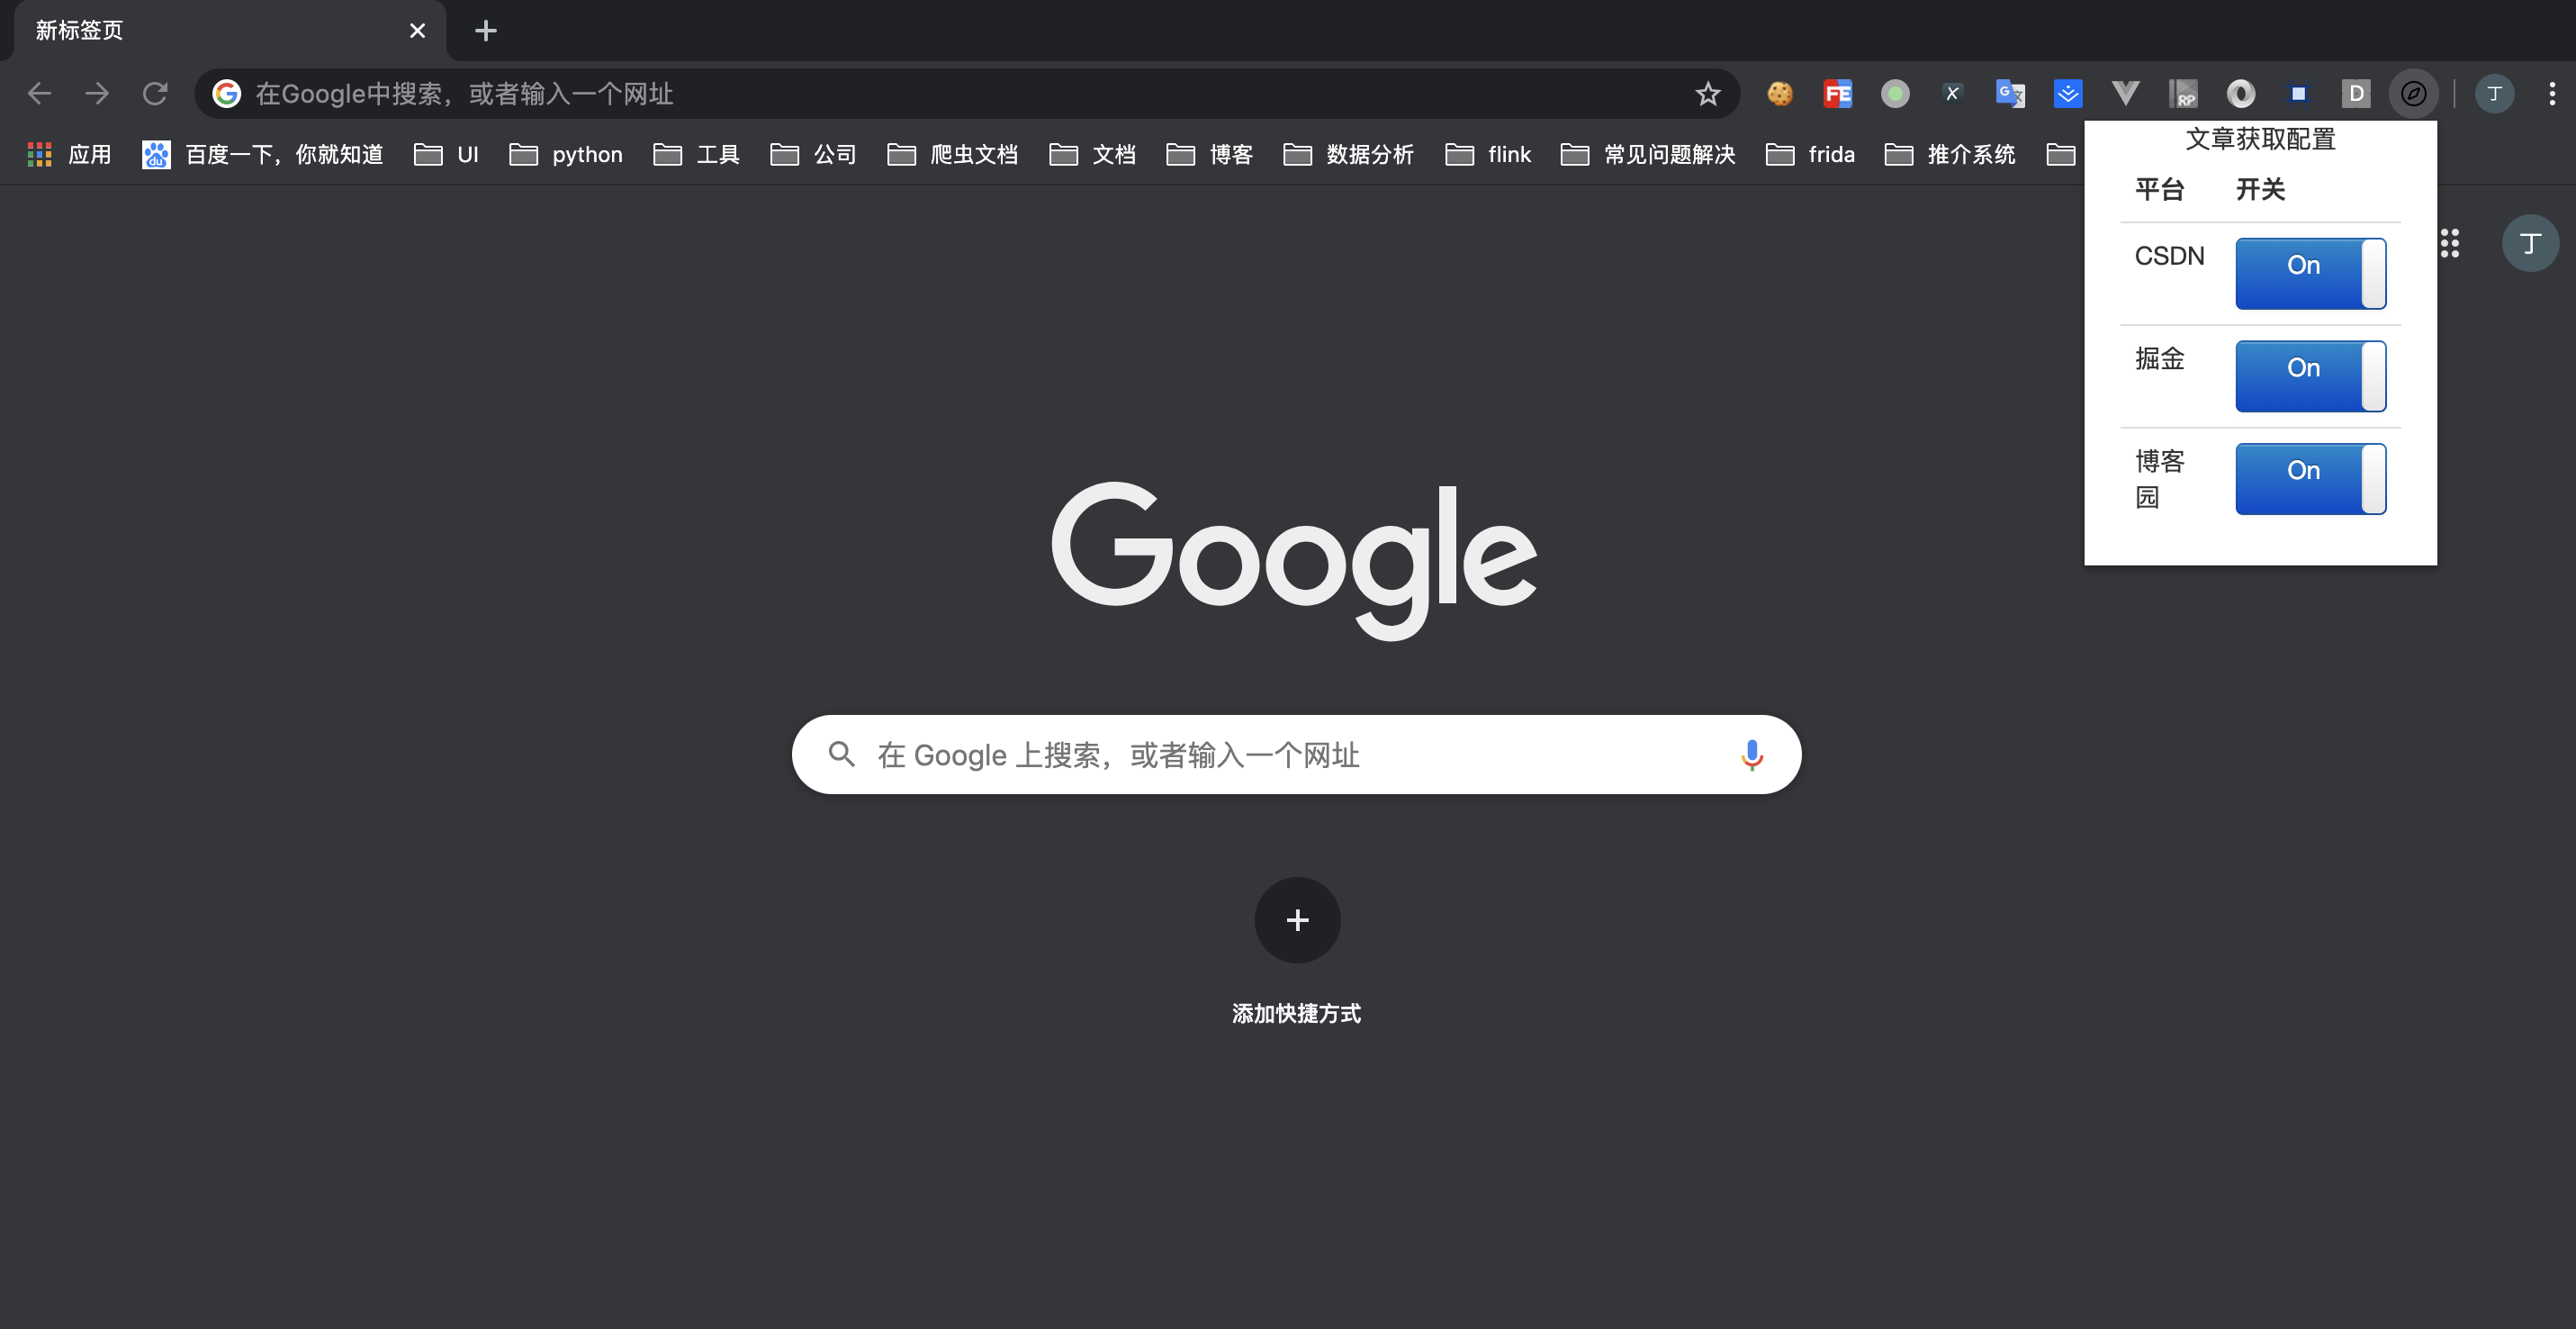 新标签页
在Google中搜索，或者输入一个网址
FE
X
G 文
RP
D
丁
应用 百度一下，你就知道 UI python 工具 公司 爬虫文档 文档 博客 数据分析 flink 常见问题解决 frida 推介系统
du
文章获取配置
平台 开关
CSDN On
掘金 On
博客园 On
丁
Google
在 Google 上搜索，或者输入一个网址
+
添加快捷方式